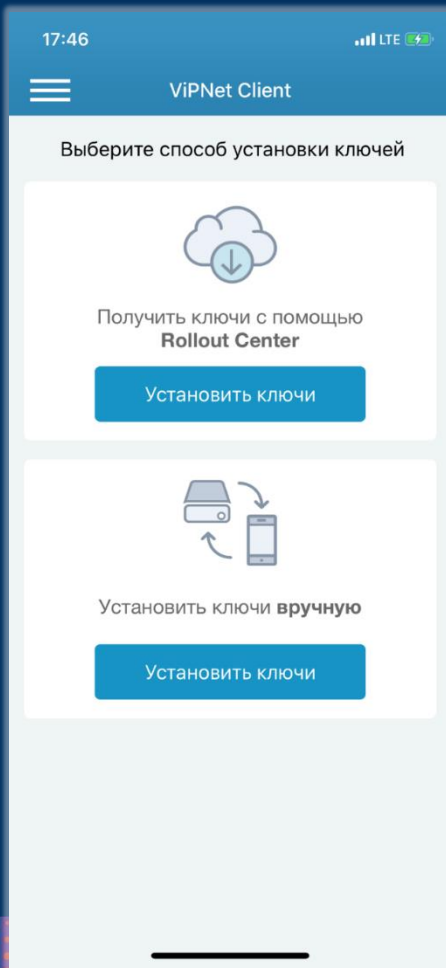 17:46
LTE
ViPNet Client
Выберите способ установки ключей
Получить ключи с помощью
Rollout Center
Установить ключи
Установить ключи вручную
Установить ключи